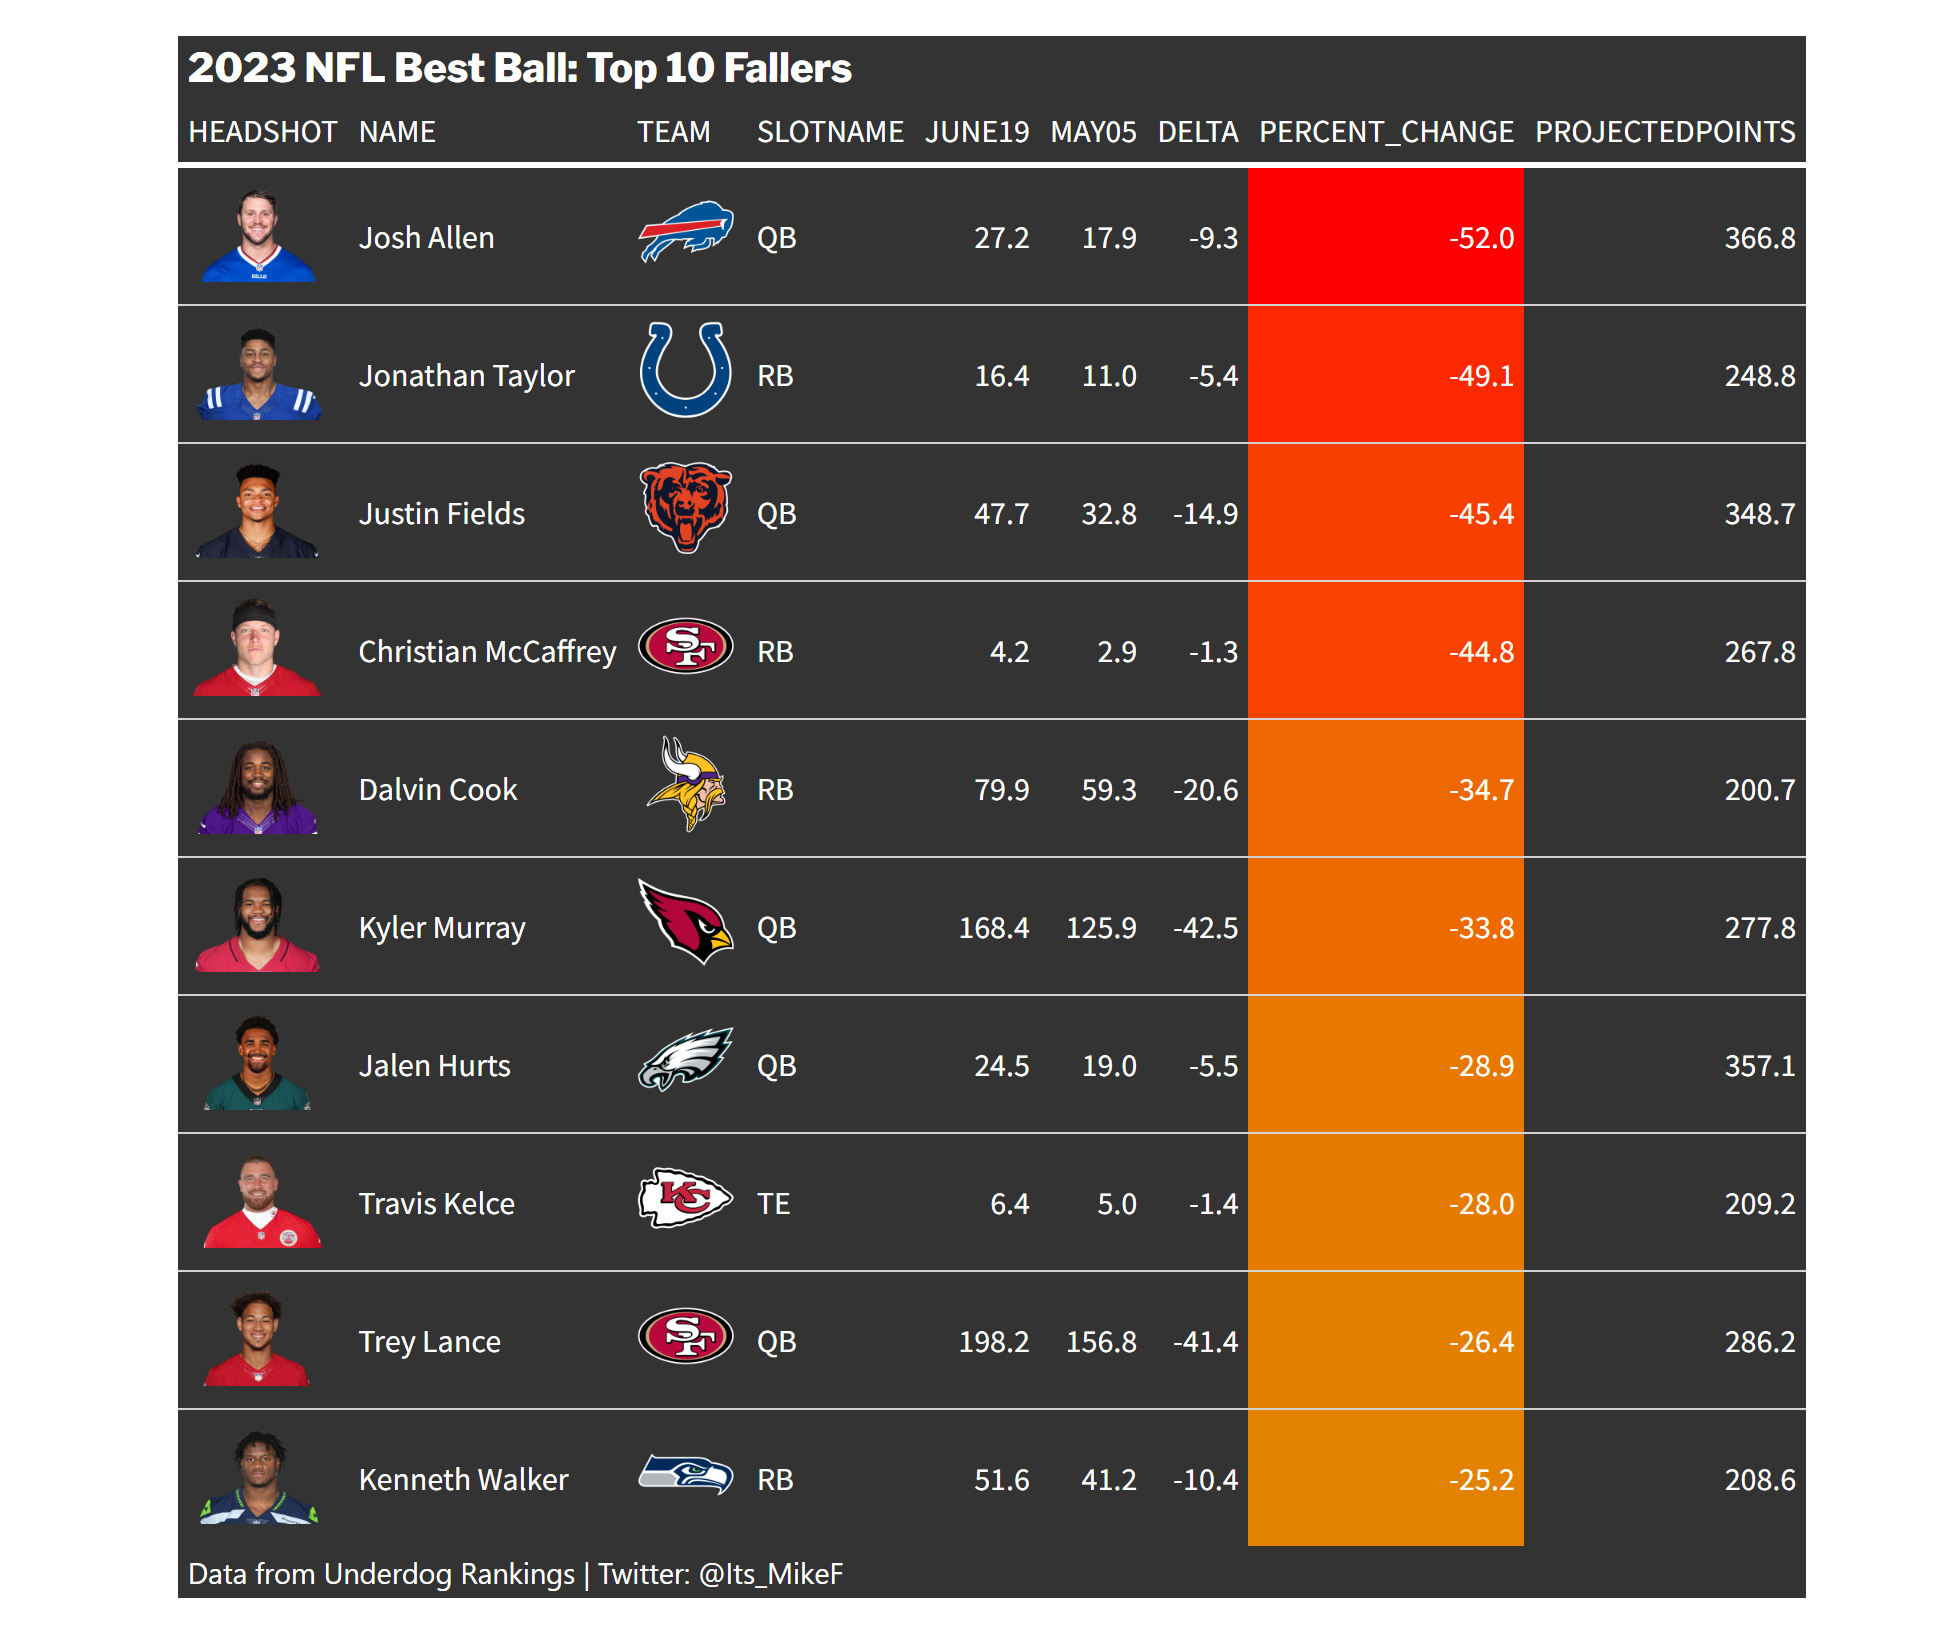 2023 NFL Best Ball: Top 10 Fallers
HEADSHOT NAME TEAM SLOTNAME JUNE19 MAY05 DELTA PERCENT_CHANGE PROJECTEDPOINTS
Josh Allen QB 27.2 17.9 -9.3 -52.0 366.8
Jonathan Taylor RB 16.4 11.0 -5.4 -49.1 248.8
Justin Fields QB 47.7 32.8 -14.9 -45.4 348.7
Christian McCaffrey SF RB 4.2 2.9 -1.3 -44.8 267.8
Dalvin Cook RB 79.9 59.3 -20.6 -34.7 200.7
Kyler Murray QB 168.4 125.9 -42.5 -33.8 277.8
Jalen Hurts QB 24.5 19.0 -5.5 -28.9 357.1
Travis Kelce KC TE 6.4 5.0 -1.4 -28.0 209.2
Trey Lance SF QB 198.2 156.8 -41.4 -26.4 286.2
Kenneth Walker RB 51.6 41.2 -10.4 -25.2 208.6
Data from Underdog Rankings | Twitter: @Its_MikeF